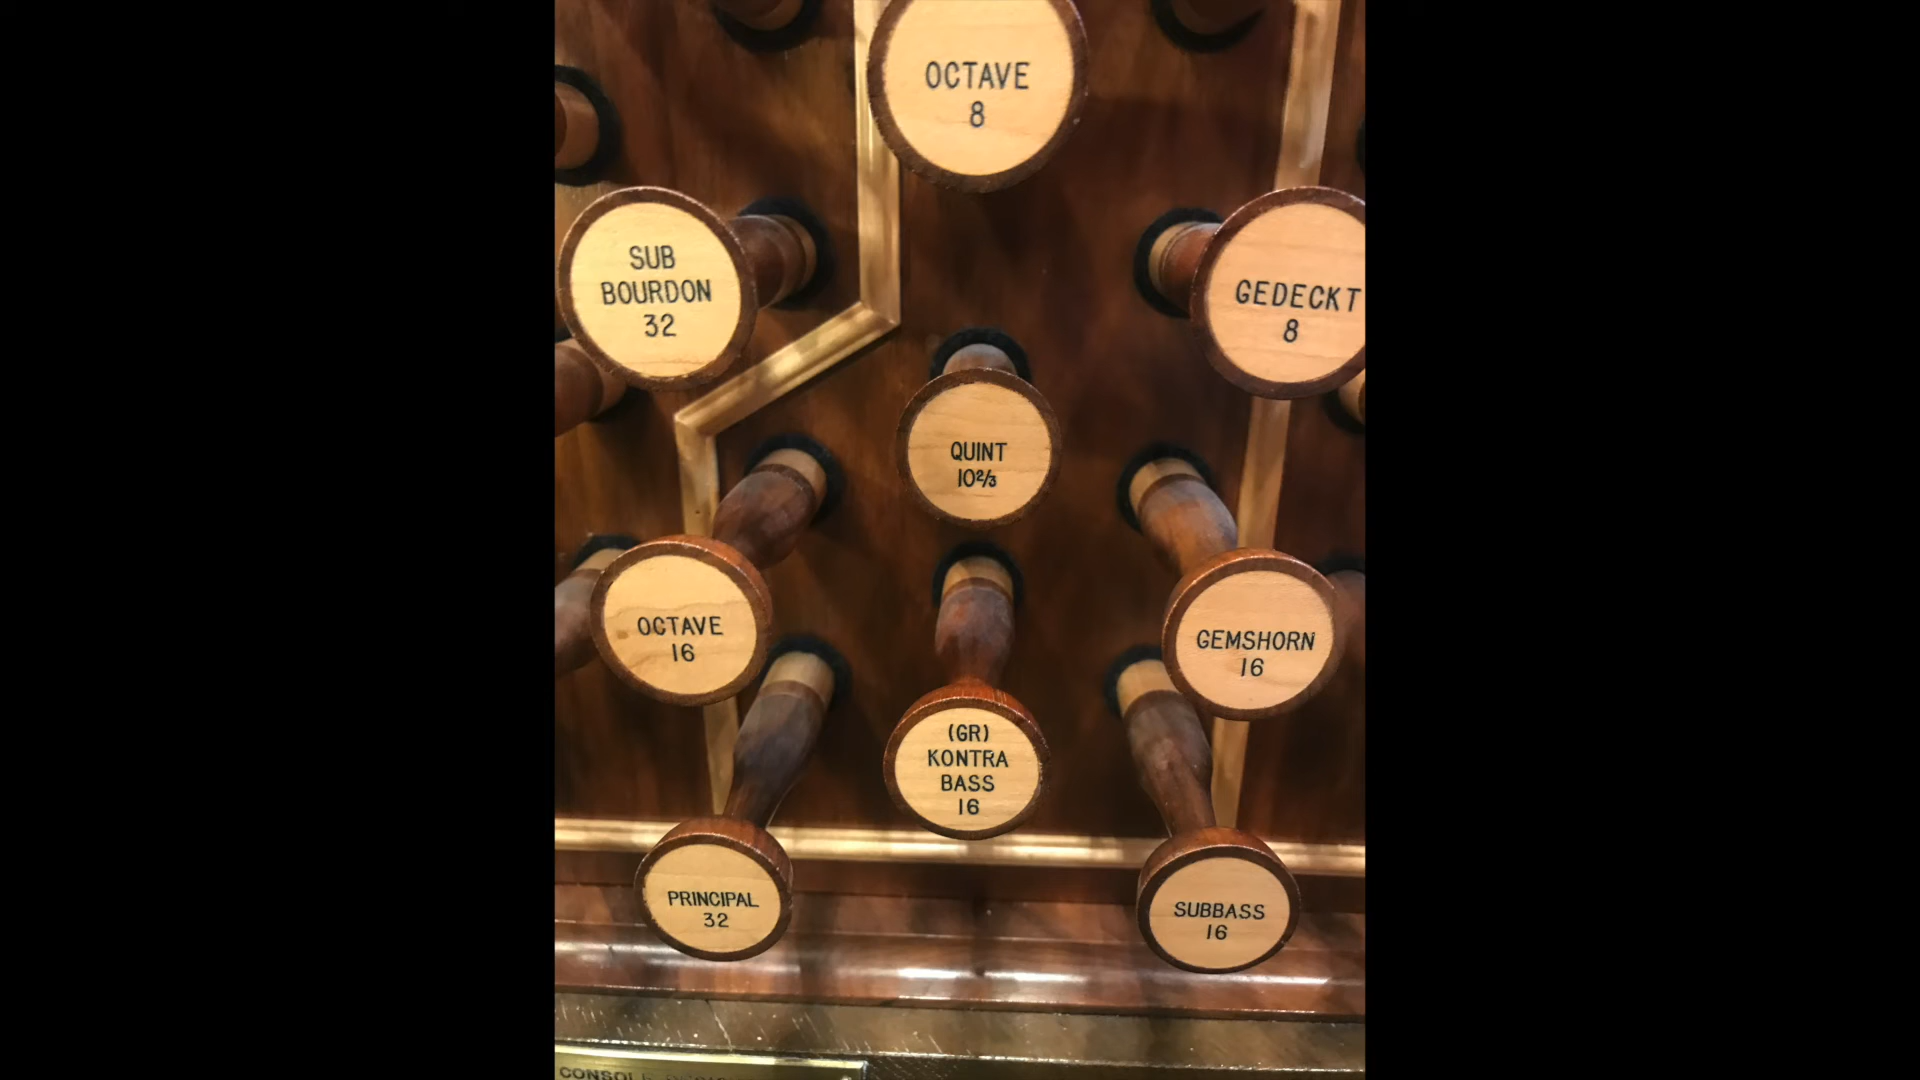 OCTAVE
8
SUB
BOURDON
32
GEDECKT
8
QUINT
10⅔
OCTAVE
16
GEMSHORN
16
(GR)
KONTRA
BASS
16
PRINCIPAL
32
SUBBASS
16
CONSOLE